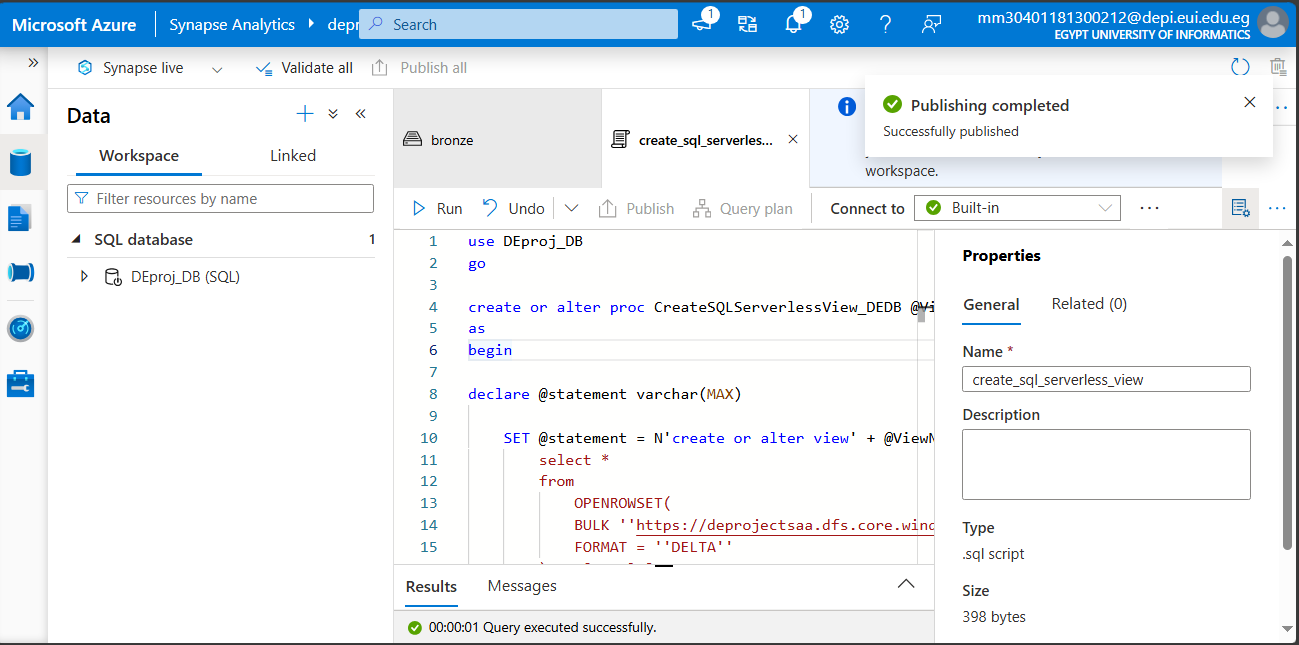 Microsoft Azure
Synapse Analytics
depr
Search
1
1
mm30401181300212@depi.eui.edu.eg
EGYPT UNIVERSITY OF INFORMATICS
Synapse live
Validate all
Publish all
Publishing completed
Successfully published
workspace.
Data
Workspace
Linked
Filter resources by name
SQL database
1
DEproj_DB (SQL)
bronze
create_sql_serverles...
Run
Undo
Publish
Query plan
Connect to
Built-in
1 use DEproj_DB
2 go
3
4 create or alter proc CreateSQLServerlessView_DEDB
5 as
6 begin
7
8 declare @statement varchar(MAX)
9
10 SET @statement = N'create or alter view' + @ViewN
11 select *
12 from
13 OPENROWSET(
14 BULK ''https://deprojectsaa.dfs.core.wind
15 FORMAT = ''DELTA''
Results
Messages
00:00:01 Query executed successfully.
Properties
General
Related (0)
Name *
create_sql_serverless_view
Description
Type
.sql script
Size
398 bytes